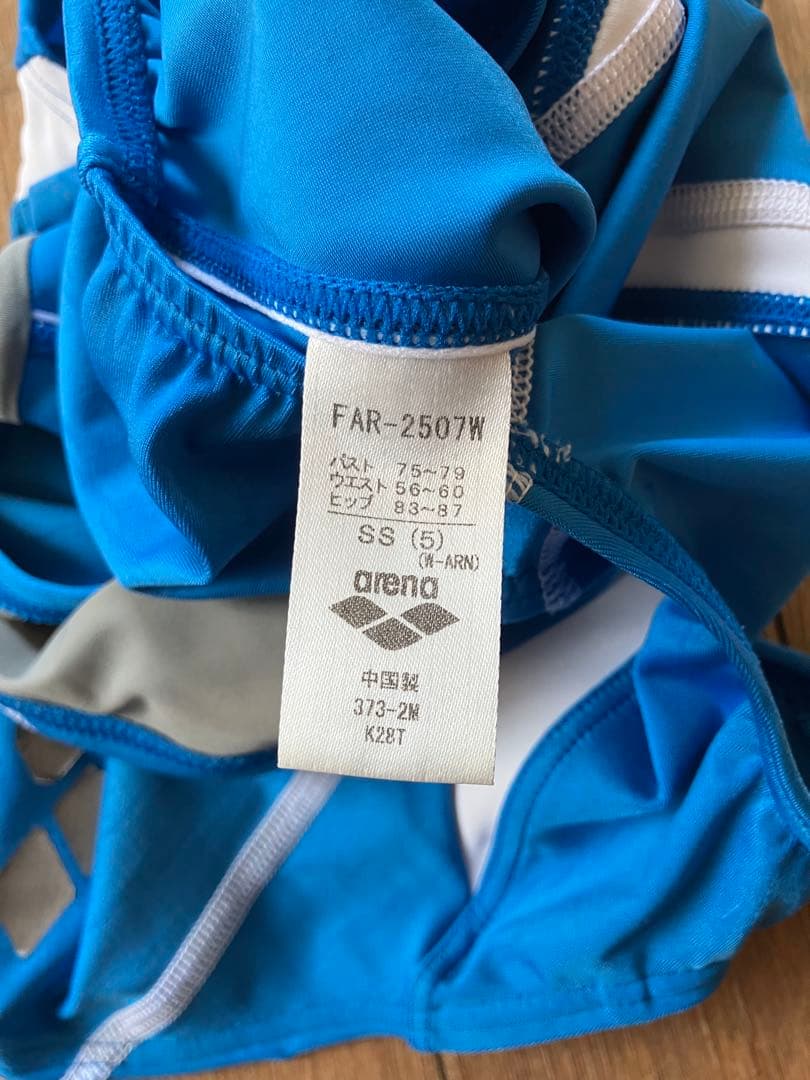 FAR-2507W
バスト 75~79
ウエスト 56~60
ヒップ 83~87
SS (5)
(W-ARN)
arena
中国製
373-2M
K28T